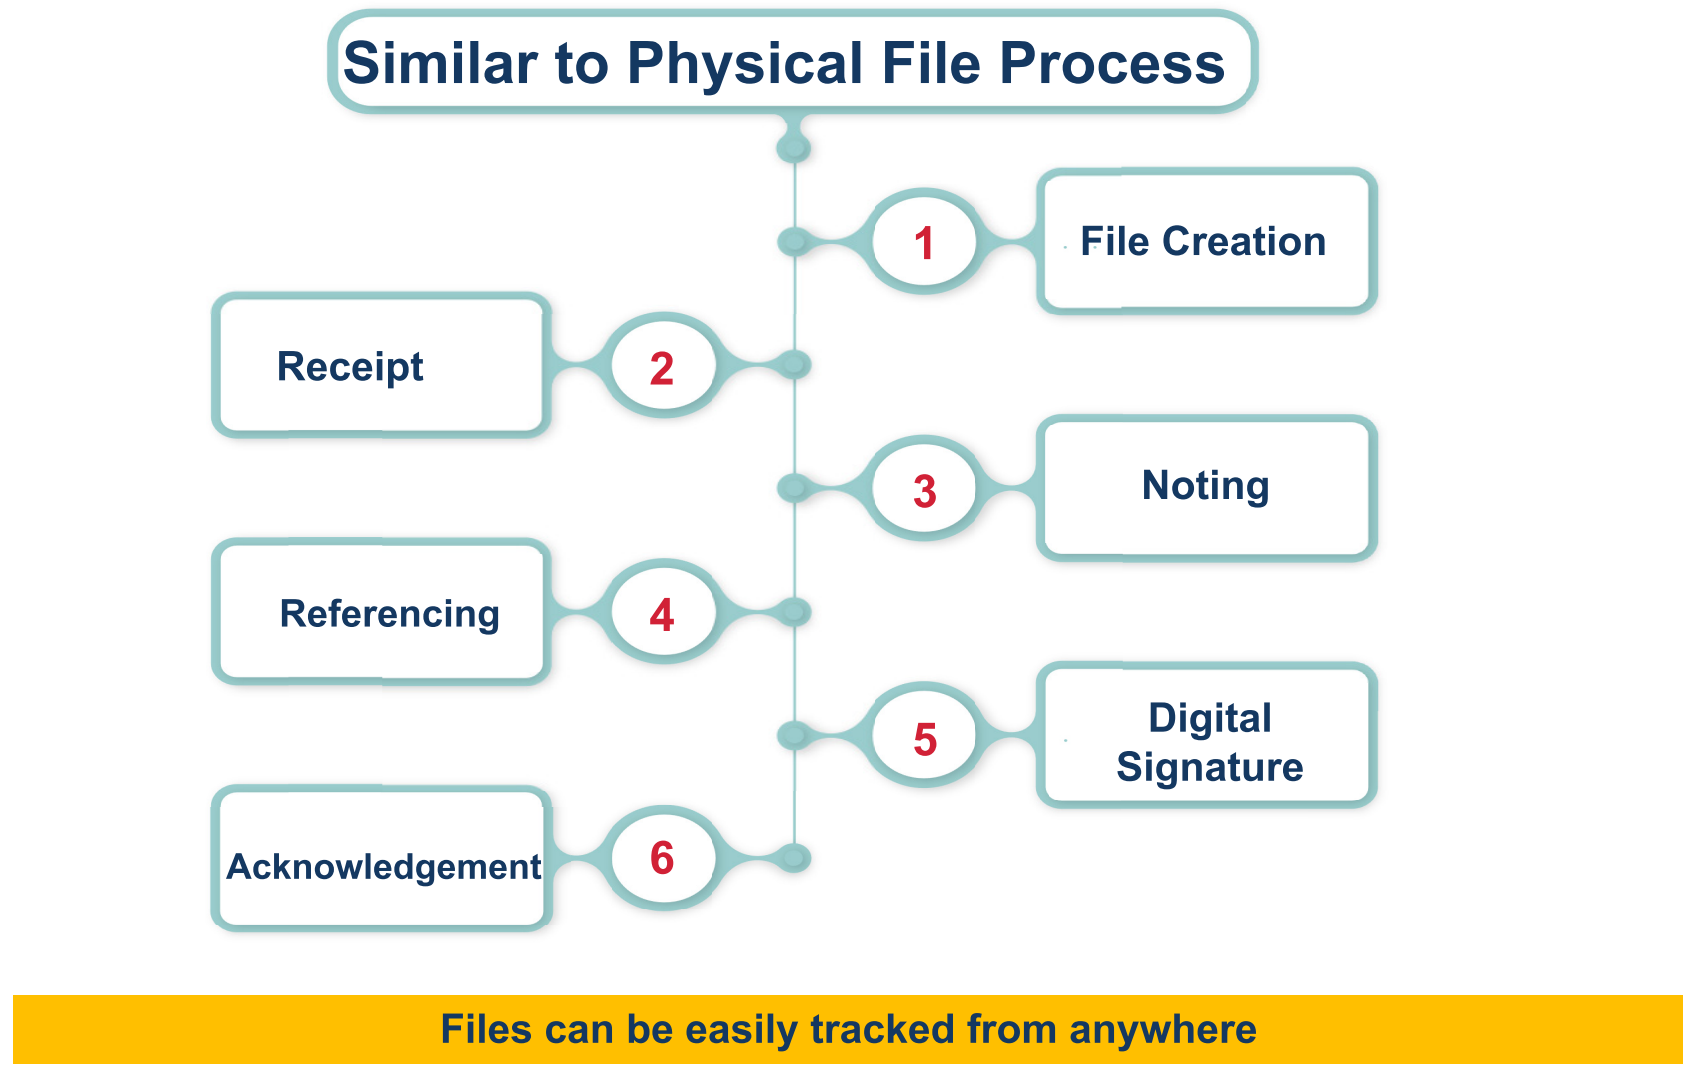 Similar to Physical File Process
1
File Creation
2
Receipt
3
Noting
4
Referencing
5
Digital
Signature
6
Acknowledgement
Files can be easily tracked from anywhere